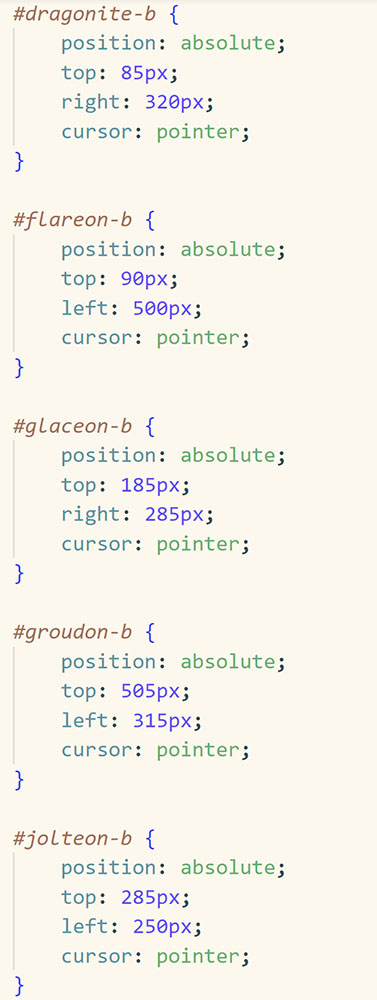 #dragonite-b {
    position: absolute;
    top: 85px;
    right: 320px;
    cursor: pointer;
}

#flareon-b {
    position: absolute;
    top: 90px;
    left: 500px;
    cursor: pointer;
}

#glaceon-b {
    position: absolute;
    top: 185px;
    right: 285px;
    cursor: pointer;
}

#groudon-b {
    position: absolute;
    top: 505px;
    left: 315px;
    cursor: pointer;
}

#jolteon-b {
    position: absolute;
    top: 285px;
    left: 250px;
    cursor: pointer;
}